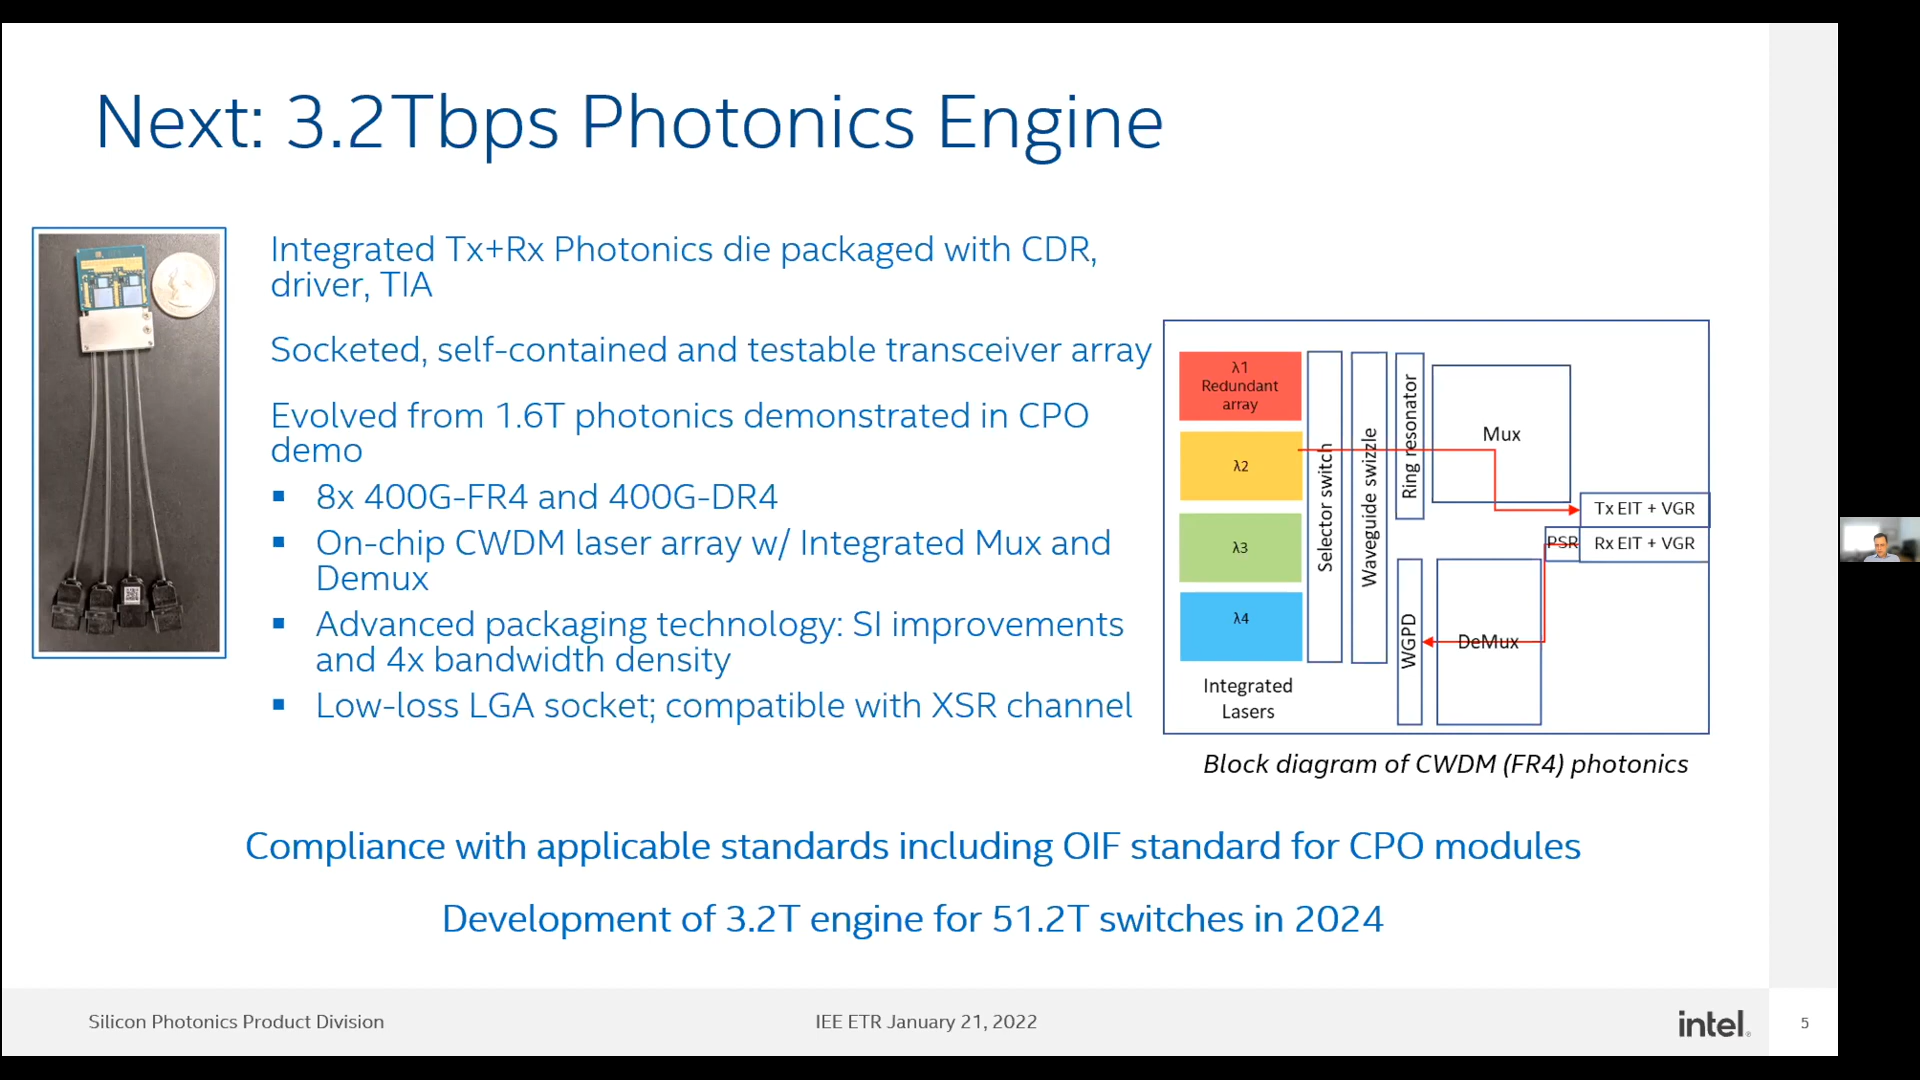 Next: 3.2Tbps Photonics Engine
Integrated Tx+Rx Photonics die packaged with CDR,
driver, TIA
Socketed, self-contained and testable transceiver array
Evolved from 1.6T photonics demonstrated in CPO
demo
▪ 8x 400G-FR4 and 400G-DR4
▪ On-chip CWDM laser array w/ Integrated Mux and
Demux
▪ Advanced packaging technology: SI improvements
and 4x bandwidth density
▪ Low-loss LGA socket; compatible with XSR channel
λ1
Redundant
array
λ2
λ3
λ4
Integrated
Lasers
Selector switch
Waveguide swizzle
Ring resonator
Mux
Tx EIT + VGR
PSR
Rx EIT + VGR
WGPD
DeMux
Block diagram of CWDM (FR4) photonics
Compliance with applicable standards including OIF standard for CPO modules
Development of 3.2T engine for 51.2T switches in 2024
Silicon Photonics Product Division
IEE ETR January 21, 2022
intel.
5